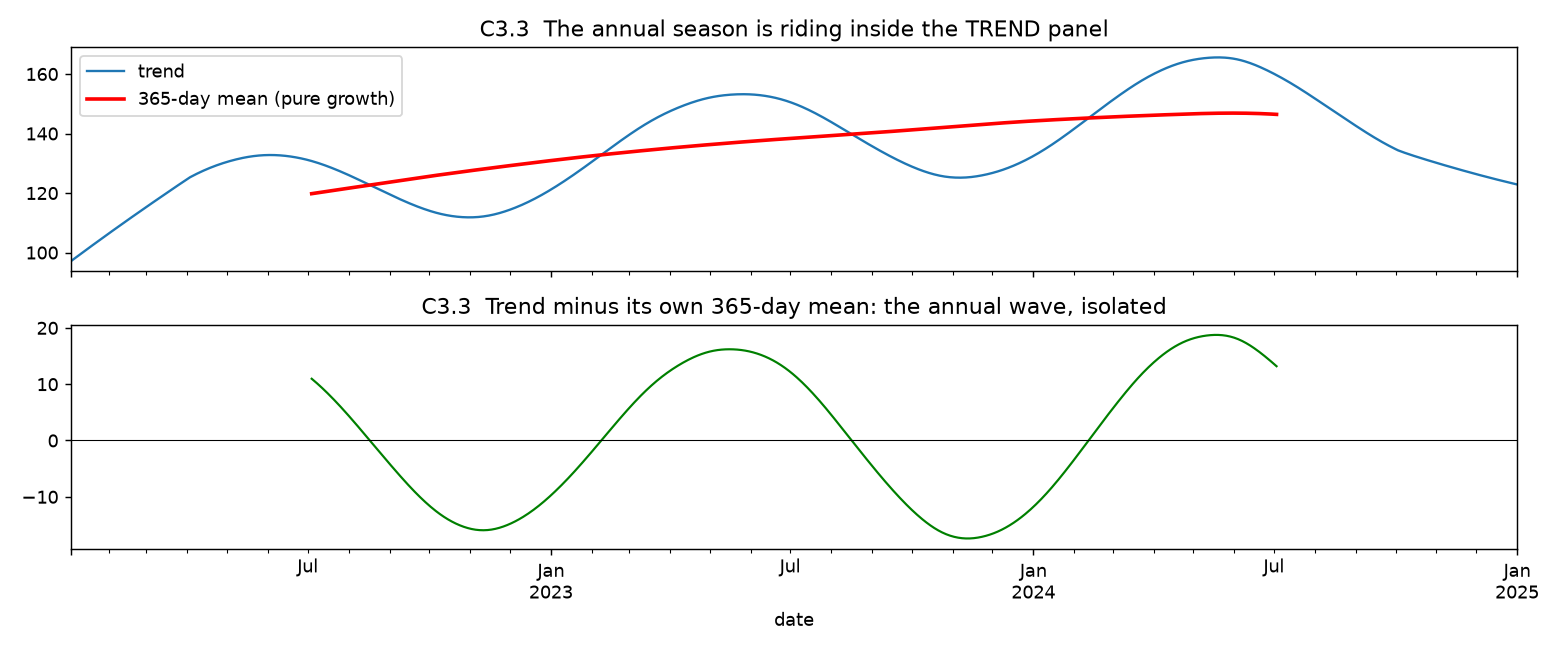 C3.3  The annual season is riding inside the TREND panel
160
140
120
100
trend
365-day mean (pure growth)
C3.3  Trend minus its own 365-day mean: the annual wave, isolated
20
10
0
−10
Jul
Jan
2023
Jul
Jan
2024
Jul
Jan
2025
date